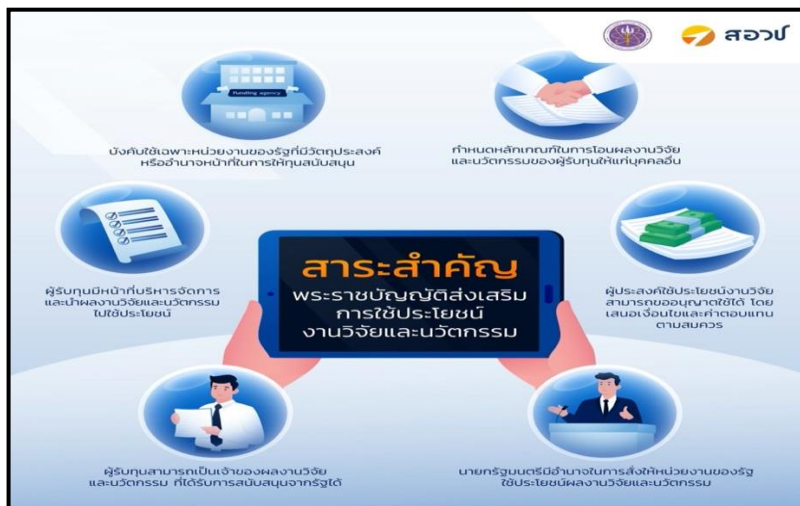 สอวช
Funding agency
บังคับใช้เฉพาะหน่วยงานของรัฐที่มีวัตถุประสงค์
หรืออำนาจหน้าที่ในการให้ทุนสนับสนุน
กำหนดหลักเกณฑ์ในการโอนผลงานวิจัย
และนวัตกรรมของผู้รับทุนให้แก่บุคคลอื่น
ผู้รับทุนมีหน้าที่บริหารจัดการ
และนำผลงานวิจัยและนวัตกรรม
ไปใช้ประโยชน์
สาระสำคัญ
พระราชบัญญัติส่งเสริม
การใช้ประโยชน์
งานวิจัยและนวัตกรรม
ผู้ประสงค์ใช้ประโยชน์งานวิจัย
สามารถขออนุญาตใช้ได้ โดย
เสนอเงื่อนไขและค่าตอบแทน
ตามสมควร
ผู้รับทุนสามารถเป็นเจ้าของผลงานวิจัย
และนวัตกรรม ที่ได้รับการสนับสนุนจากรัฐได้
นายกรัฐมนตรีมีอำนาจในการสั่งให้หน่วยงานของรัฐ
ใช้ประโยชน์ผลงานวิจัยและนวัตกรรม